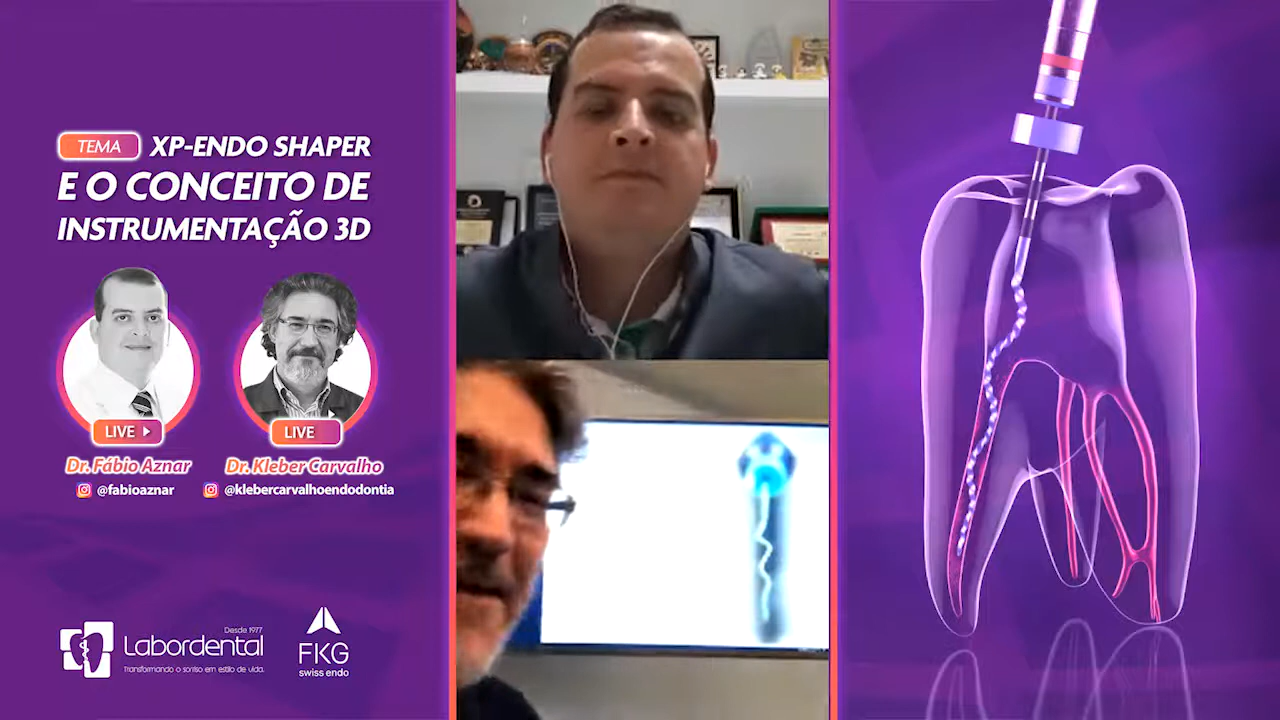 TEMA XP-ENDO SHAPER
E O CONCEITO DE
INSTRUMENTAÇÃO 3D
LIVE
LIVE
Dr. Fábio Aznar
Dr. Kleber Carvalho
@fabioaznar
@klebercarvalhoendodontia
Desde 1977
Labordental
Transformando o sorriso em estilo de vida.
FKG
swiss endo